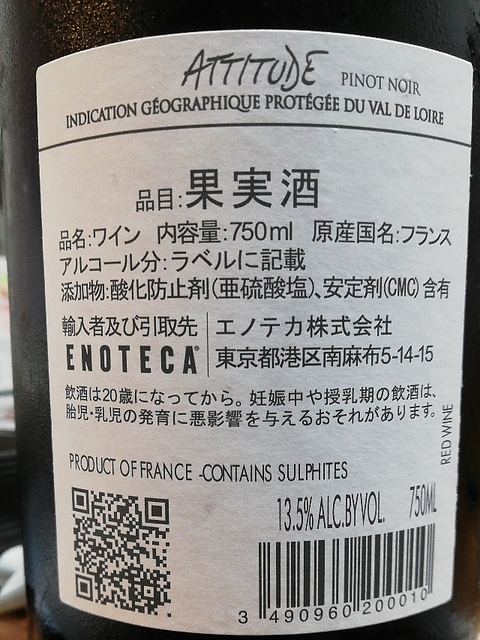 ATTITUDE PINOT NOIR
INDICATION GÉOGRAPHIQUE PROTÉGÉE DU VAL DE LOIRE
品目:果実酒
品名:ワイン 内容量:750ml 原産国名:フランス
アルコール分:ラベルに記載
添加物:酸化防止剤(亜硫酸塩)、安定剤(CMC)含有
輸入者及び引取先 エノテカ株式会社
ENOTECA® 東京都港区南麻布5-14-15
飲酒は20歳になってから。妊娠中や授乳期の飲酒は、
胎児・乳児の発育に悪影響を与えるおそれがあります。
RED WINE
PRODUCT OF FRANCE -CONTAINS SULPHITES
13.5% ALC.BY VOL. 750ML
3 490960 200010